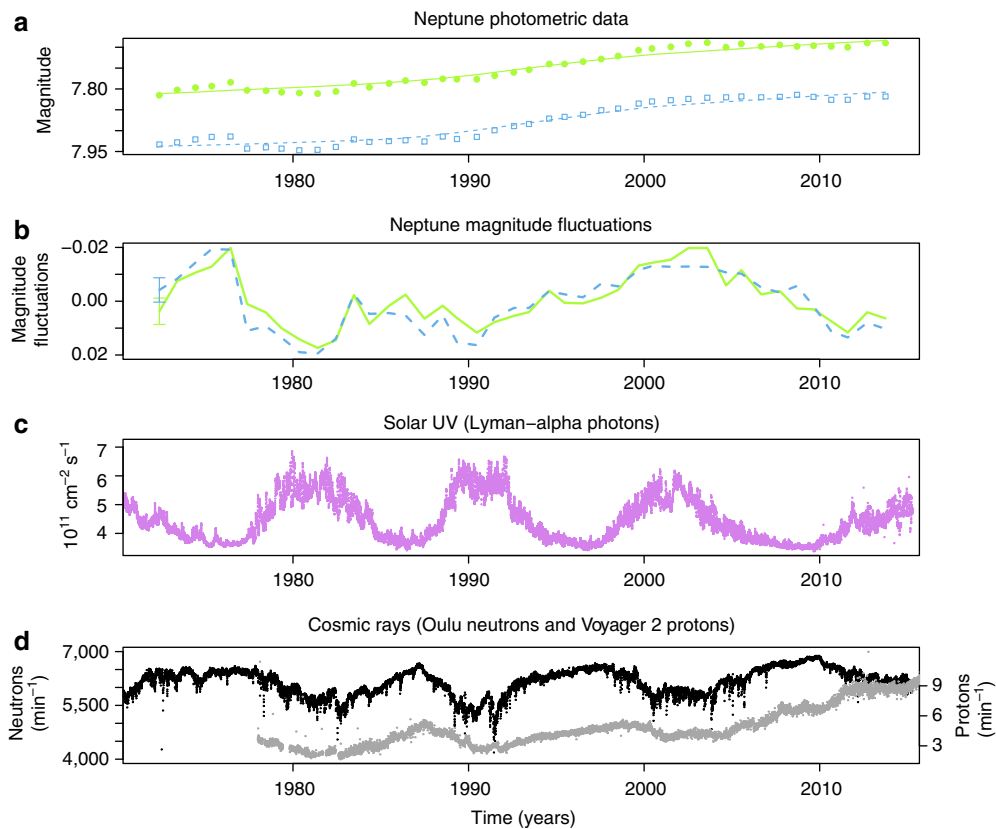 a
Neptune photometric data
Magnitude
7.80
7.95
1980
1990
2000
2010
b
Neptune magnitude fluctuations
Magnitude
fluctuations
−0.02
0.00
0.02
1980
1990
2000
2010
c
Solar UV (Lyman−alpha photons)
10¹¹ cm⁻² s⁻¹
7
6
5
4
1980
1990
2000
2010
d
Cosmic rays (Oulu neutrons and Voyager 2 protons)
Neutrons
(min⁻¹)
7,000
5,500
4,000
9
6
3
Protons
(min⁻¹)
1980
1990
2000
2010
Time (years)